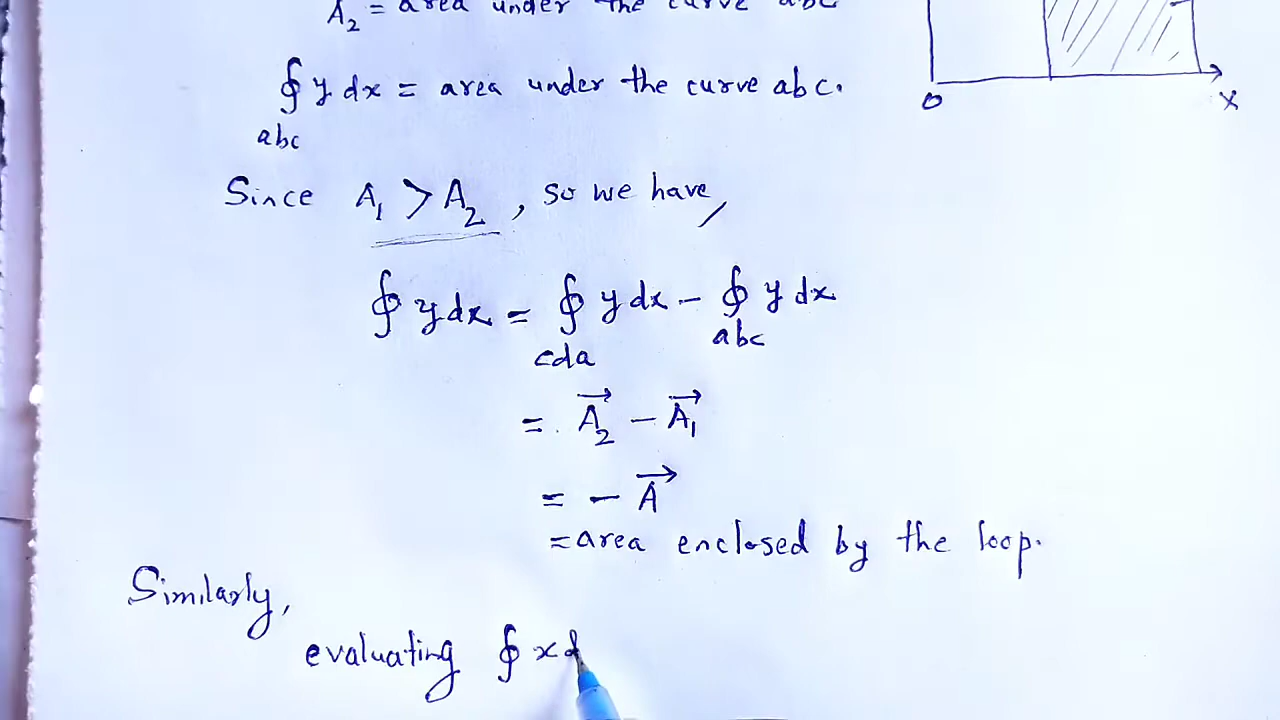 A₂ = area under the curve abc
∮ y dx = area under the curve abc.
abc
O
X
Since A₁ > A₂, so we have,
∮ y dx = ∮ y dx - ∮ y dx
cda abc
= A₂⃗ - A₁⃗
= - A⃗
= area enclosed by the loop.
Similarly,
evaluating ∮ x d